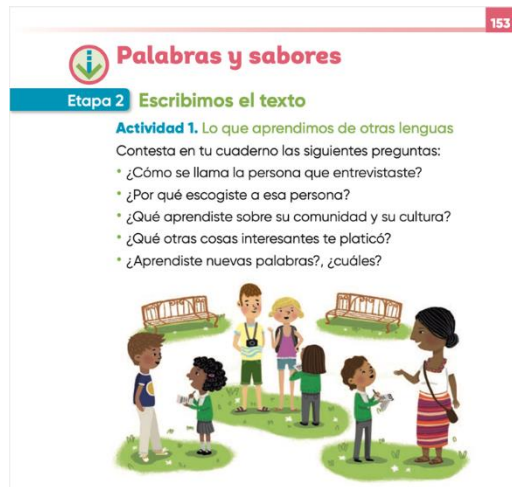 153
Palabras y sabores
Etapa 2 Escribimos el texto
Actividad 1. Lo que aprendimos de otras lenguas
Contesta en tu cuaderno las siguientes preguntas:
• ¿Cómo se llama la persona que entrevistaste?
• ¿Por qué escogiste a esa persona?
• ¿Qué aprendiste sobre su comunidad y su cultura?
• ¿Qué otras cosas interesantes te platicó?
• ¿Aprendiste nuevas palabras?, ¿cuáles?